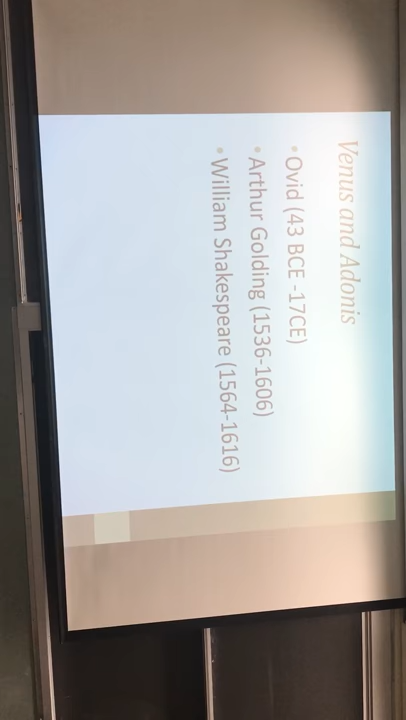 Venus and Adonis
• Ovid (43 BCE -17CE)
• Arthur Golding (1536-1606)
• William Shakespeare (1564-1616)